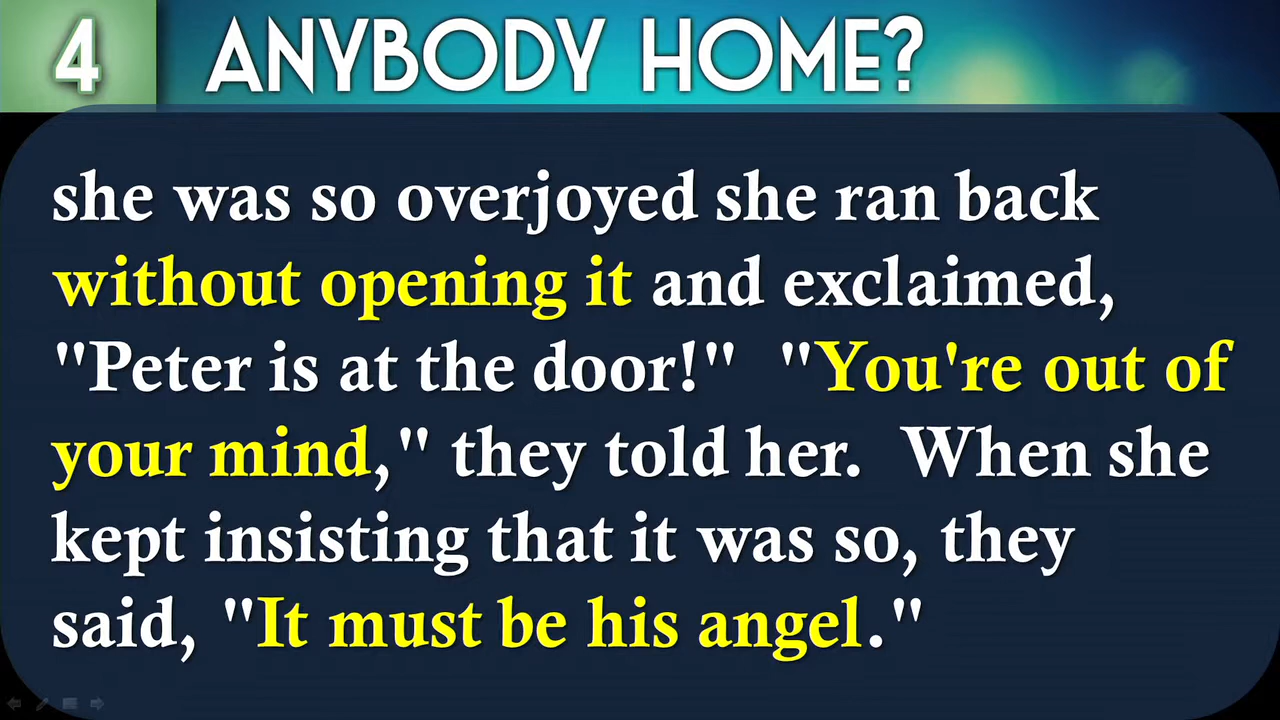 4 ANYBODY HOME?
she was so overjoyed she ran back
without opening it and exclaimed,
"Peter is at the door!"  "You're out of
your mind," they told her.  When she
kept insisting that it was so, they
said, "It must be his angel."